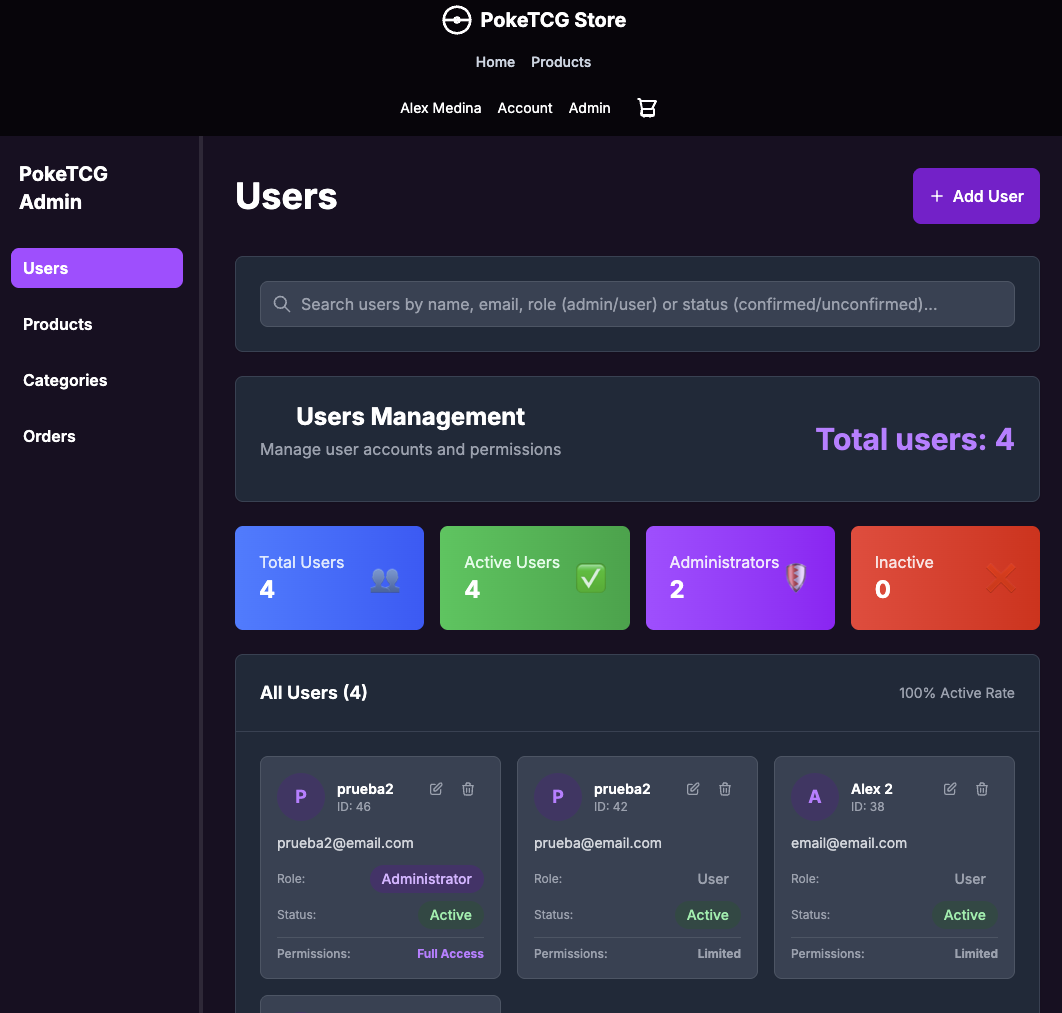 PokeTCG Store
Home Products
Alex Medina Account Admin
PokeTCG
Admin
Users
Products
Categories
Orders
Users
+ Add User
Search users by name, email, role (admin/user) or status (confirmed/unconfirmed)...
Users Management
Manage user accounts and permissions
Total users: 4
Total Users
4
Active Users
4
Administrators
2
Inactive
0
All Users (4)
100% Active Rate
P
prueba2
ID: 46
prueba2@email.com
Role: Administrator
Status: Active
Permissions: Full Access
P
prueba2
ID: 42
prueba@email.com
Role: User
Status: Active
Permissions: Limited
A
Alex 2
ID: 38
email@email.com
Role: User
Status: Active
Permissions: Limited